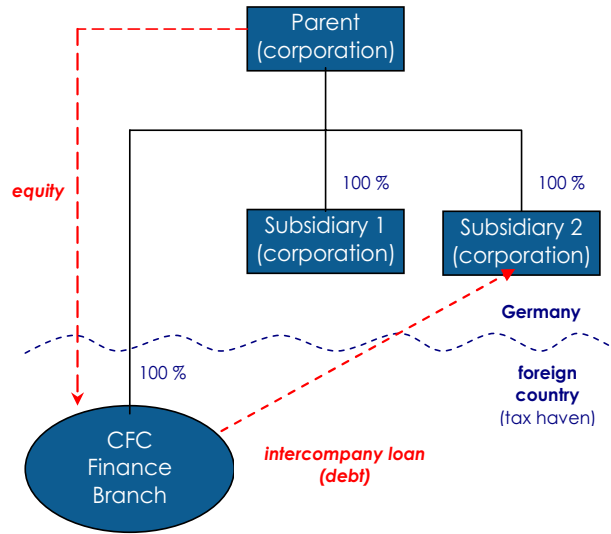 Parent
(corporation)
equity
100 %
100 %
Subsidiary 1
(corporation)
Subsidiary 2
(corporation)
Germany
100 %
foreign
country
(tax haven)
CFC
Finance
Branch
intercompany loan
(debt)